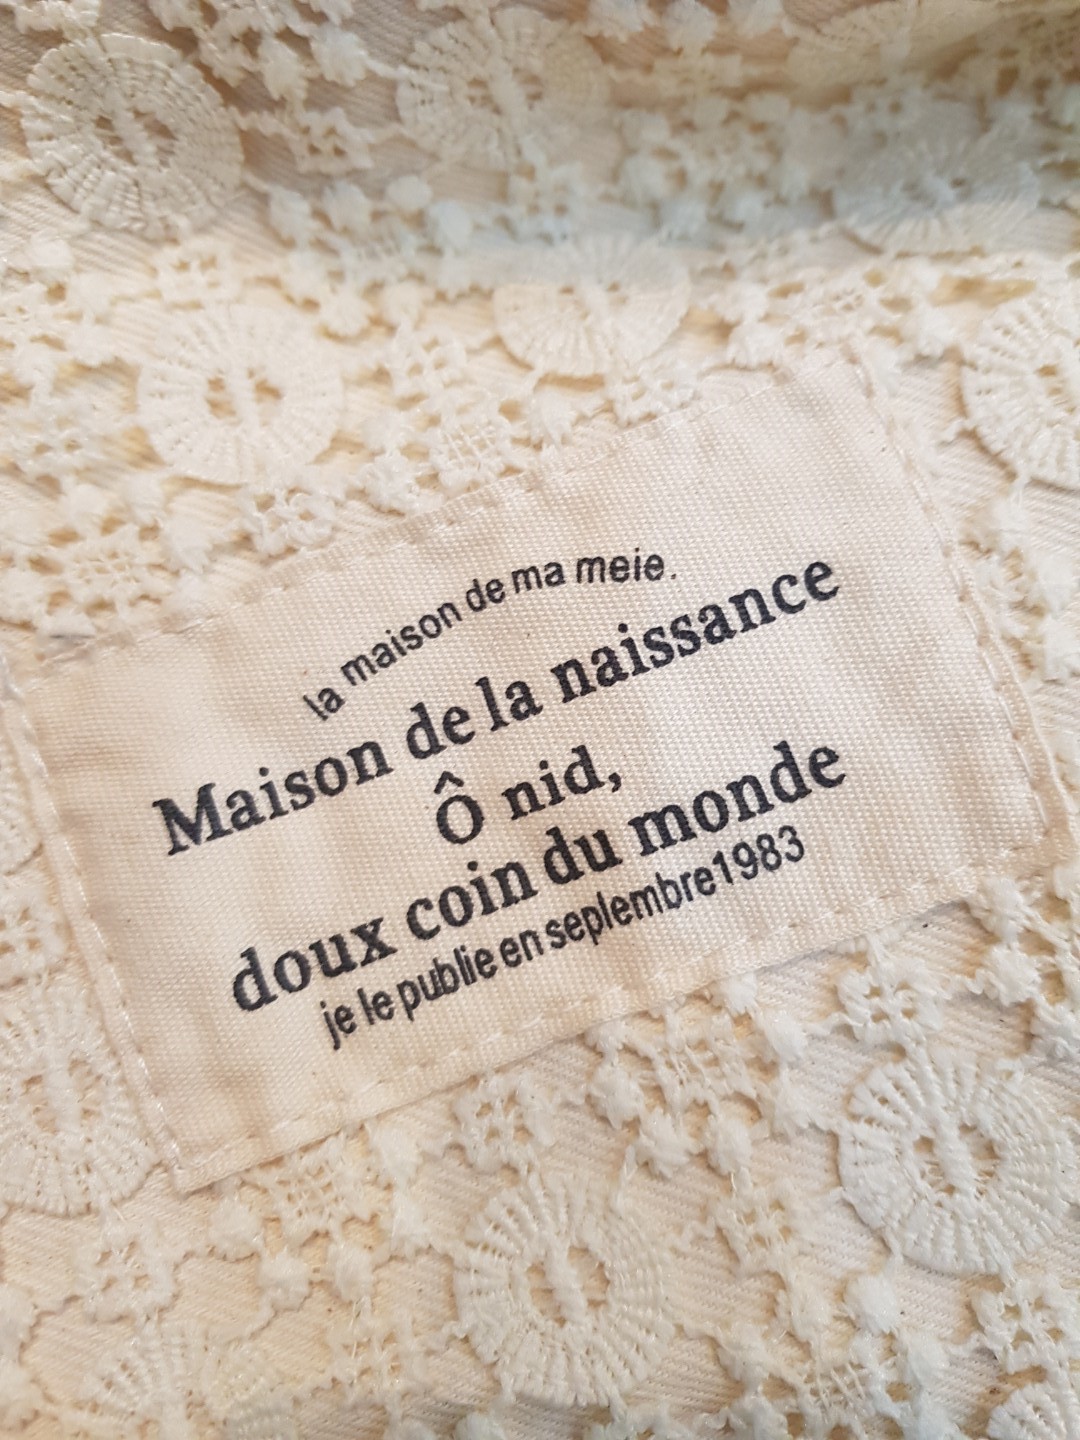 la maison de ma meie.
Maison de la naissance
Ô nid,
doux coin du monde
je le publie en seplembre1983